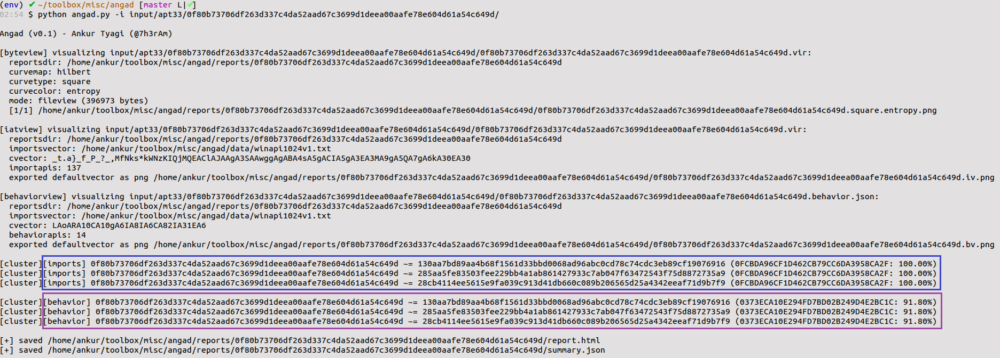 (env) ✔ ~/toolbox/misc/angad [master L|✔]
02:54 $ python angad.py -i input/apt33/0f80b73706df263d337c4da52aad67c3699d1deea00aafe78e604d61a54c649d/
Angad (v0.1) - Ankur Tyagi (@7h3rAm)
[byteview] visualizing input/apt33/0f80b73706df263d337c4da52aad67c3699d1deea00aafe78e604d61a54c649d/0f80b73706df263d337c4da52aad67c3699d1deea00aafe78e604d61a54c649d.vir:
reportsdir: /home/ankur/toolbox/misc/angad/reports/0f80b73706df263d337c4da52aad67c3699d1deea00aafe78e604d61a54c649d
curvemap: hilbert
curvetype: square
curvecolor: entropy
mode: fileview (396973 bytes)
[1/1] /home/ankur/toolbox/misc/angad/reports/0f80b73706df263d337c4da52aad67c3699d1deea00aafe78e604d61a54c649d/0f80b73706df263d337c4da52aad67c3699d1deea00aafe78e604d61a54c649d.square.entropy.png
[iatview] visualizing input/apt33/0f80b73706df263d337c4da52aad67c3699d1deea00aafe78e604d61a54c649d/0f80b73706df263d337c4da52aad67c3699d1deea00aafe78e604d61a54c649d.vir:
reportsdir: /home/ankur/toolbox/misc/angad/reports/0f80b73706df263d337c4da52aad67c3699d1deea00aafe78e604d61a54c649d
importsvector: /home/ankur/toolbox/misc/angad/data/winapi1024v1.txt
cvector: _t.a}_f_P_?_,MfNks*kWNzKIQjMQEAClAJAAgA3SAAwggAgABA4sA5gACIA5gA3EA3MA9gA5QA7gA6kA30EA30
importapis: 137
exported defaultvector as png /home/ankur/toolbox/misc/angad/reports/0f80b73706df263d337c4da52aad67c3699d1deea00aafe78e604d61a54c649d/0f80b73706df263d337c4da52aad67c3699d1deea00aafe78e604d61a54c649d.iv.png
[behaviorview] visualizing input/apt33/0f80b73706df263d337c4da52aad67c3699d1deea00aafe78e604d61a54c649d/0f80b73706df263d337c4da52aad67c3699d1deea00aafe78e604d61a54c649d.behavior.json:
reportsdir: /home/ankur/toolbox/misc/angad/reports/0f80b73706df263d337c4da52aad67c3699d1deea00aafe78e604d61a54c649d
importsvector: /home/ankur/toolbox/misc/angad/data/winapi1024v1.txt
cvector: LAoARA10CA10gA6IA8IA6CA82IA31EA6
behaviorapis: 14
exported defaultvector as png /home/ankur/toolbox/misc/angad/reports/0f80b73706df263d337c4da52aad67c3699d1deea00aafe78e604d61a54c649d/0f80b73706df263d337c4da52aad67c3699d1deea00aafe78e604d61a54c649d.bv.png
[cluster][imports] 0f80b73706df263d337c4da52aad67c3699d1deea00aafe78e604d61a54c649d ~= 130aa7bd89aa4b68f1561d33bbd0068ad96abc0cd78c74cdc3eb89cf19076916 (0FCBDA96CF1D462CB79CC6DA3958CA2F: 100.00%)
[cluster][imports] 0f80b73706df263d337c4da52aad67c3699d1deea00aafe78e604d61a54c649d ~= 285aa5fe83503fee229bb4a1ab861427933c7ab047f63472543f75d8872735a9 (0FCBDA96CF1D462CB79CC6DA3958CA2F: 100.00%)
[cluster][imports] 0f80b73706df263d337c4da52aad67c3699d1deea00aafe78e604d61a54c649d ~= 28cb4114ee5615e9fa039c913d41db660c089b206565d25a4342eeaf71d9b7f9 (0FCBDA96CF1D462CB79CC6DA3958CA2F: 100.00%)
[cluster][behavior] 0f80b73706df263d337c4da52aad67c3699d1deea00aafe78e604d61a54c649d ~= 130aa7bd89aa4b68f1561d33bbd0068ad96abc0cd78c74cdc3eb89cf19076916 (0373ECA10E294FD7BD02B249D4E2BC1C: 91.80%)
[cluster][behavior] 0f80b73706df263d337c4da52aad67c3699d1deea00aafe78e604d61a54c649d ~= 285aa5fe83503fee229bb4a1ab861427933c7ab047f63472543f75d8872735a9 (0373ECA10E294FD7BD02B249D4E2BC1C: 91.80%)
[cluster][behavior] 0f80b73706df263d337c4da52aad67c3699d1deea00aafe78e604d61a54c649d ~= 28cb4114ee5615e9fa039c913d41db660c089b206565d25a4342eeaf71d9b7f9 (0373ECA10E294FD7BD02B249D4E2BC1C: 91.80%)
[+] saved /home/ankur/toolbox/misc/angad/reports/0f80b73706df263d337c4da52aad67c3699d1deea00aafe78e604d61a54c649d/report.html
[+] saved /home/ankur/toolbox/misc/angad/reports/0f80b73706df263d337c4da52aad67c3699d1deea00aafe78e604d61a54c649d/summary.json